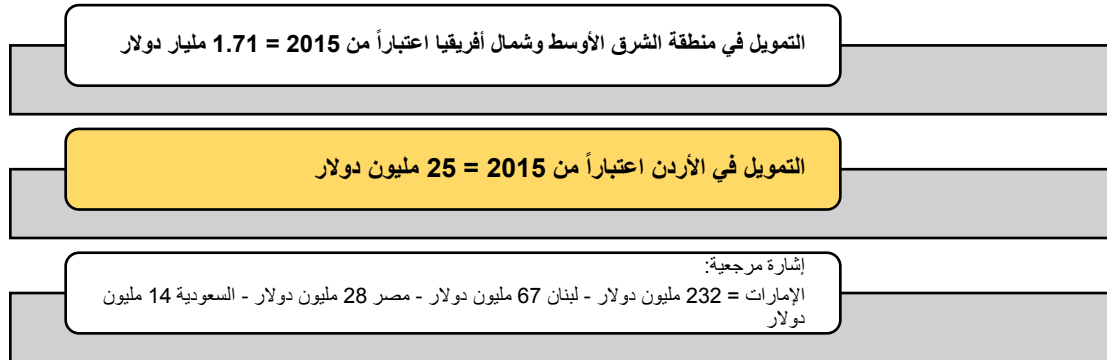 التمويل في منطقة الشرق الأوسط وشمال أفريقيا اعتباراً من 2015 = 1.71 مليار دولار
التمويل في الأردن اعتباراً من 2015 = 25 مليون دولار
إشارة مرجعية:
الإمارات = 232 مليون دولار - لبنان 67 مليون دولار - مصر 28 مليون دولار - السعودية 14 مليون
دولار